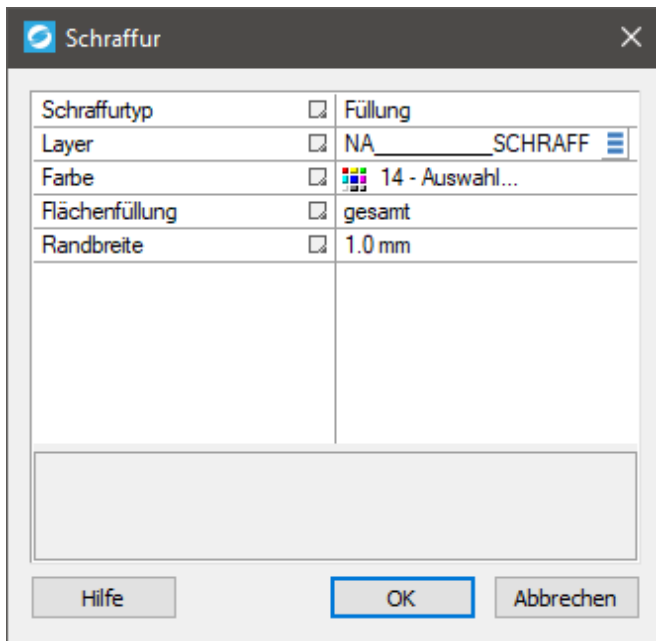 Schraffur
Schraffurtyp Füllung
Layer NA__________SCHRAFF
Farbe 14 - Auswahl...
Flächenfüllung gesamt
Randbreite 1.0 mm
Hilfe OK Abbrechen